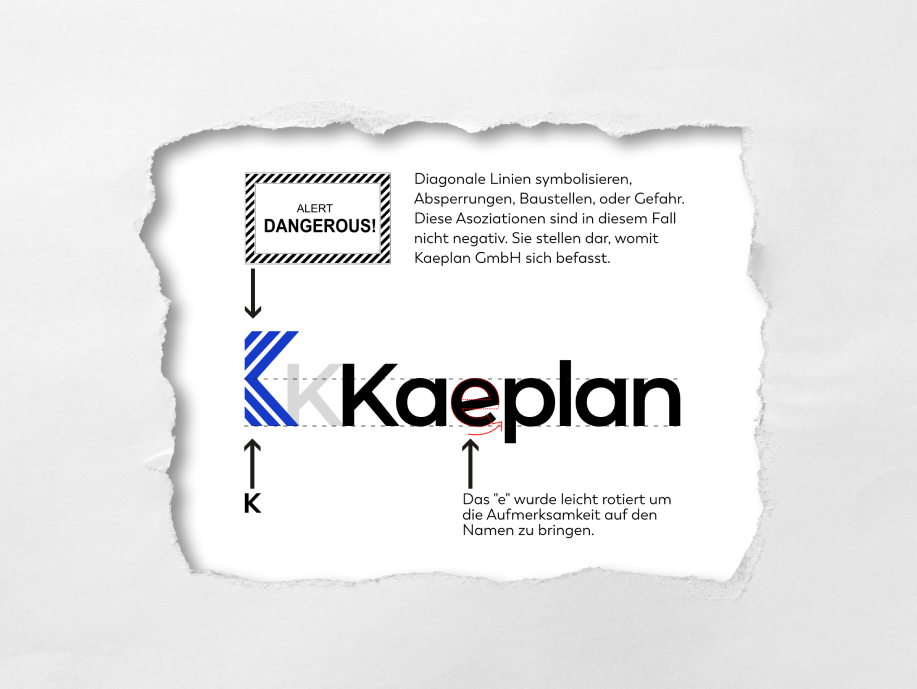 ALERT
DANGEROUS!
Diagonale Linien symbolisieren,
Absperrungen, Baustellen, oder Gefahr.
Diese Asoziationen sind in diesem Fall
nicht negativ. Sie stellen dar, womit
Kaeplan GmbH sich befasst.
K
Kaeplan
K
Das "e" wurde leicht rotiert um
die Aufmerksamkeit auf den
Namen zu bringen.